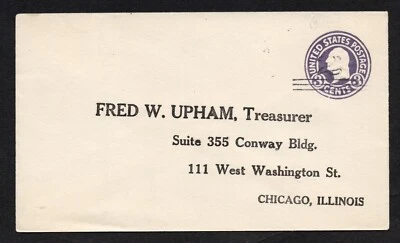 UNITED STATES POSTAGE
3 CENTS 3
FRED W. UPHAM, Treasurer
Suite 355 Conway Bldg.
111 West Washington St.
CHICAGO, ILLINOIS